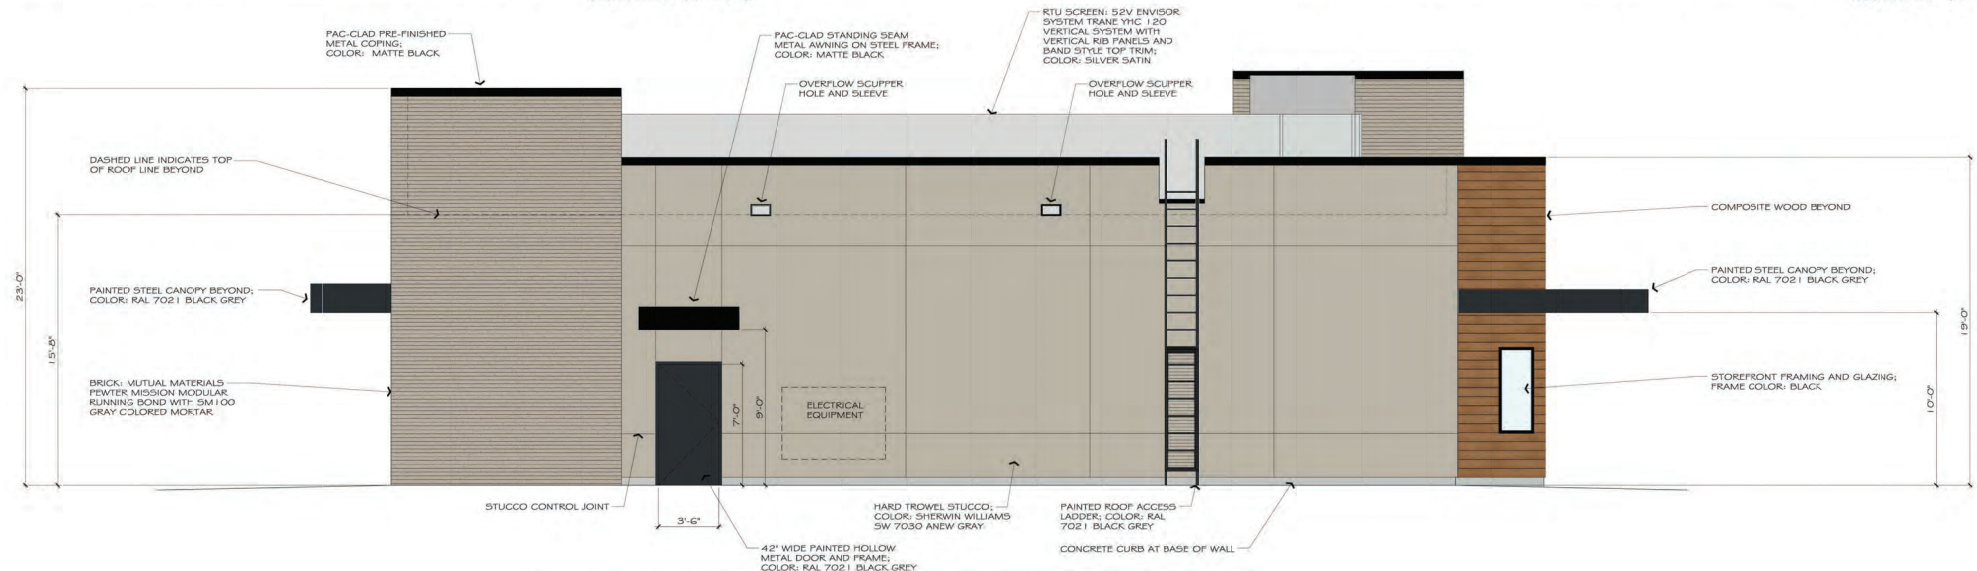 PAC-CLAD PRE-FINISHED
METAL COPING;
COLOR: MATTE BLACK
PAC-CLAD STANDING SEAM
METAL AWNING ON STEEL FRAME;
COLOR: MATTE BLACK
RTU SCREEN: 52V ENVISOR
SYSTEM TRANE YHC 120
VERTICAL SYSTEM WITH
VERTICAL RIB PANELS AND
BAND STYLE TOP TRIM;
COLOR: SILVER SATIN
OVERFLOW SCUPPER
HOLE AND SLEEVE
OVERFLOW SCUPPER
HOLE AND SLEEVE
DASHED LINE INDICATES TOP
OF ROOF LINE BEYOND
COMPOSITE WOOD BEYOND
23'-0"
15'-8"
PAINTED STEEL CANOPY BEYOND;
COLOR: RAL 7021 BLACK GREY
PAINTED STEEL CANOPY BEYOND;
COLOR: RAL 7021 BLACK GREY
19'-0"
10'-0"
BRICK: MUTUAL MATERIALS
PEWTER MISSION MODULAR
RUNNING BOND WITH SM100
GRAY COLORED MORTAR
7'-0"
9'-0"
ELECTRICAL
EQUIPMENT
STOREFRONT FRAMING AND GLAZING;
FRAME COLOR: BLACK
STUCCO CONTROL JOINT
3'-6"
HARD TROWEL STUCCO;
COLOR: SHERWIN WILLIAMS
SW 7030 ANEW GRAY
PAINTED ROOF ACCESS
LADDER; COLOR: RAL
7021 BLACK GREY
42" WIDE PAINTED HOLLOW
METAL DOOR AND FRAME;
COLOR: RAL 7021 BLACK GREY
CONCRETE CURB AT BASE OF WALL